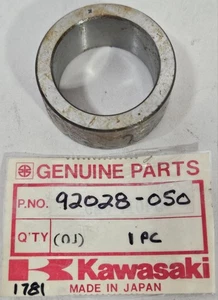 GENUINE PARTS
P.NO. 92028-050
Q'TY (01) 1 PC
Kawasaki
1781 MADE IN JAPAN